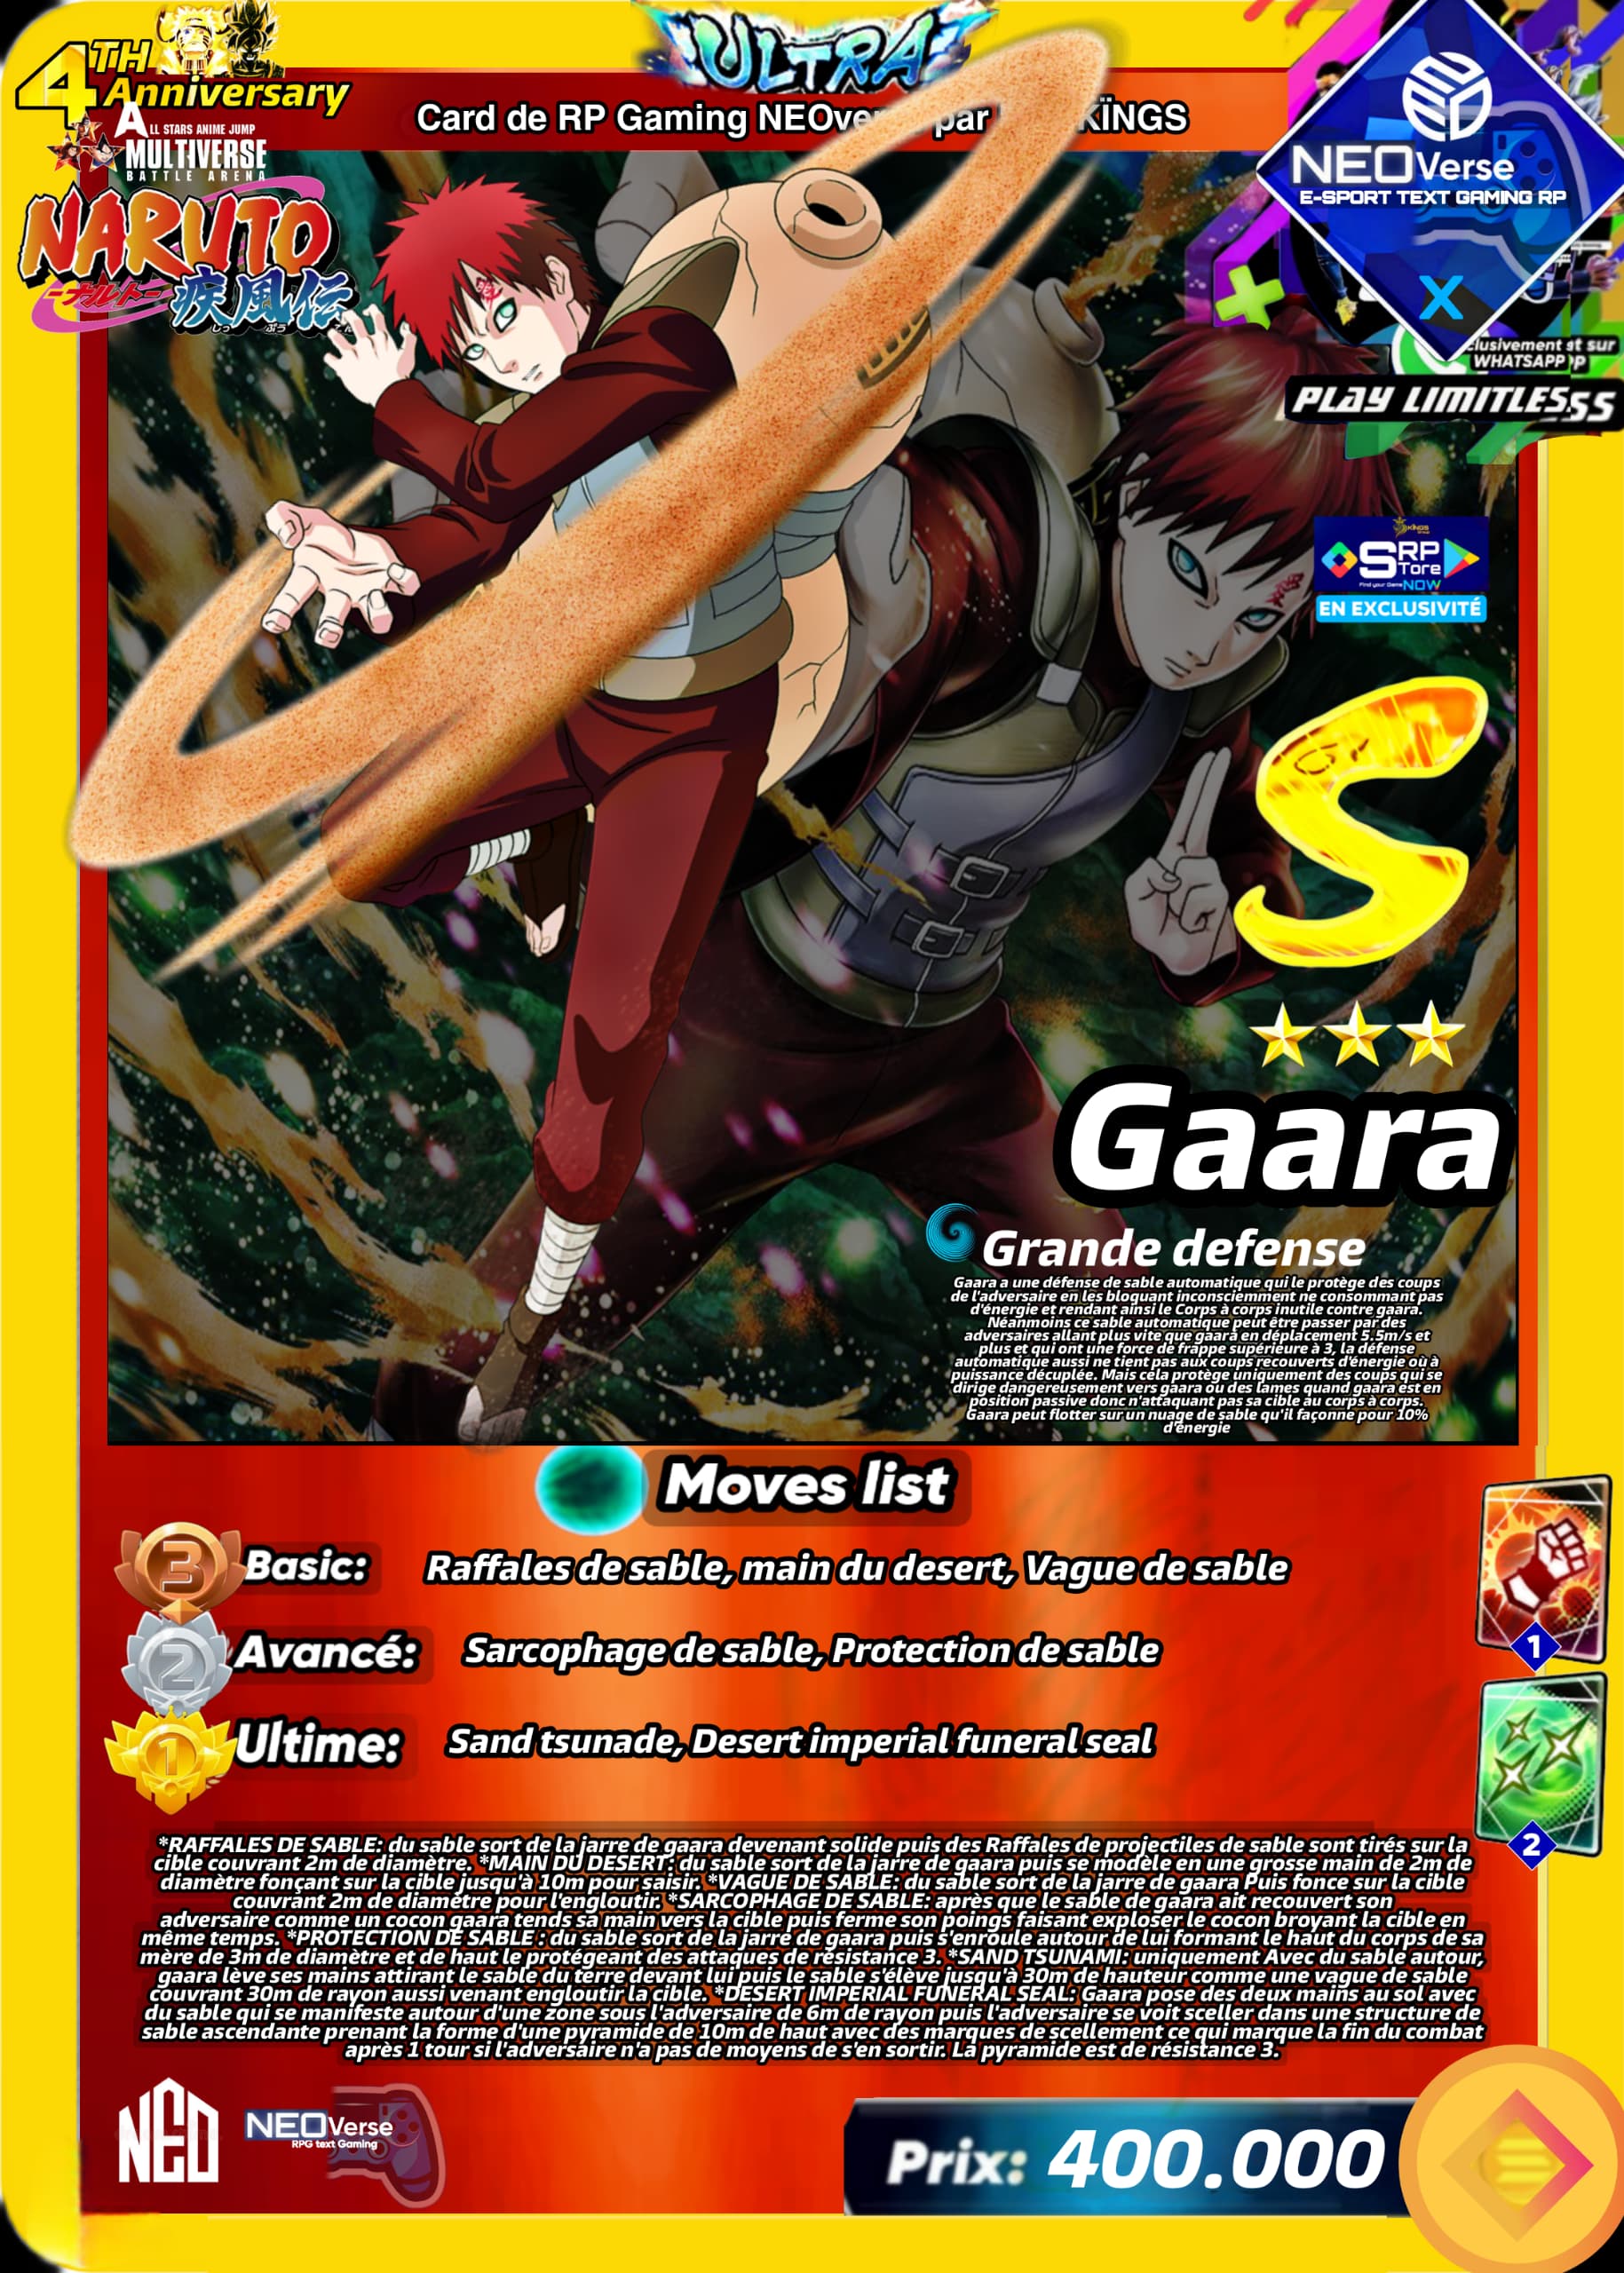 4TH
Anniversary
ALL STARS ANIME JUMP
MULTIVERSE
BATTLE ARENA
NARUTO
-ナルト-
疾風伝
しっぷうでん
ULTRA
Card de RP Gaming NEOve par KÏNGS
NEOVerse
E-SPORT TEXT GAMING RP
X
clusivement
st sur
WHATSAPP
PLAY LIMITLESS
SRP
Tore
Find your Game NOW
EN EXCLUSIVITÉ
S
Gaara
Grande defense
Gaara a une défense de sable automatique qui le protège des coups
de l'adversaire en les bloquant inconsciemment ne consommant pas
d'énergie et rendant ainsi le Corps à corps inutile contre gaara.
Néanmoins ce sable automatique peut être passer par des
adversaires allant plus vite que gaara en déplacement 5.5m/s et
plus et qui ont une force de frappe supérieure à 3, la défense
automatique aussi ne tient pas aux coups recouverts d'énergie où à
puissance décuplée. Mais cela protège uniquement des coups qui se
dirige dangereusement vers gaara ou des lames quand gaara est en
position passive donc n'attaquant pas sa cible au corps à corps.
Gaara peut flotter sur un nuage de sable qu'il façonne pour 10%
d'énergie
Moves list
3 Basic: Raffales de sable, main du desert, Vague de sable
2 Avancé: Sarcophage de sable, Protection de sable
1 Ultime: Sand tsunade, Desert imperial funeral seal
1
2
*RAFFALES DE SABLE: du sable sort de la jarre de gaara devenant solide puis des Raffales de projectiles de sable sont tirés sur la
cible couvrant 2m de diamètre. *MAIN DU DESERT: du sable sort de la jarre de gaara puis se modèle en une grosse main de 2m de
diamètre fonçant sur la cible jusqu'à 10m pour saisir. *VAGUE DE SABLE: du sable sort de la jarre de gaara Puis fonce sur la cible
couvrant 2m de diamètre pour l'engloutir. *SARCOPHAGE DE SABLE: après que le sable de gaara ait recouvert son
adversaire comme un cocon gaara tends sa main vers la cible puis ferme son poings faisant exploser le cocon broyant la cible en
même temps. *PROTECTION DE SABLE : du sable sort de la jarre de gaara puis s'enroule autour de lui formant le haut du corps de sa
mère de 3m de diamètre et de haut le protégeant des attaques de résistance 3. *SAND TSUNAMI: uniquement Avec du sable autour,
gaara lève ses mains attirant le sable du terre devant lui puis le sable s'élève jusqu'à 30m de hauteur comme une vague de sable
couvrant 30m de rayon aussi venant engloutir la cible. *DESERT IMPERIAL FUNERAL SEAL: Gaara pose des deux mains au sol avec
du sable qui se manifeste autour d'une zone sous l'adversaire de 6m de rayon puis l'adversaire se voit sceller dans une structure de
sable ascendante prenant la forme d'une pyramide de 10m de haut avec des marques de scellement ce qui marque la fin du combat
après 1 tour si l'adversaire n'a pas de moyens de s'en sortir. La pyramide est de résistance 3.
NEO
NEOVerse
RPG text Gaming
Prix: 400.000